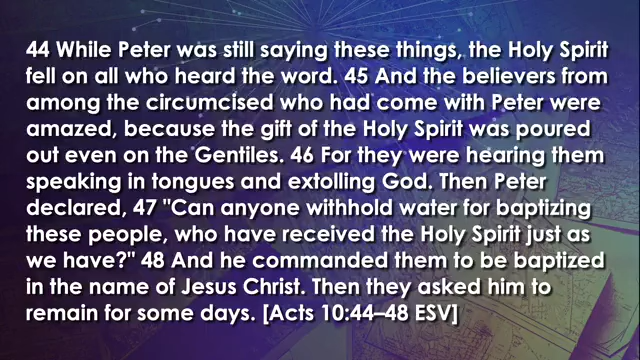 44 While Peter was still saying these things, the Holy Spirit
fell on all who heard the word. 45 And the believers from
among the circumcised who had come with Peter were
amazed, because the gift of the Holy Spirit was poured
out even on the Gentiles. 46 For they were hearing them
speaking in tongues and extolling God. Then Peter
declared, 47 "Can anyone withhold water for baptizing
these people, who have received the Holy Spirit just as
we have?" 48 And he commanded them to be baptized
in the name of Jesus Christ. Then they asked him to
remain for some days. [Acts 10:44–48 ESV]